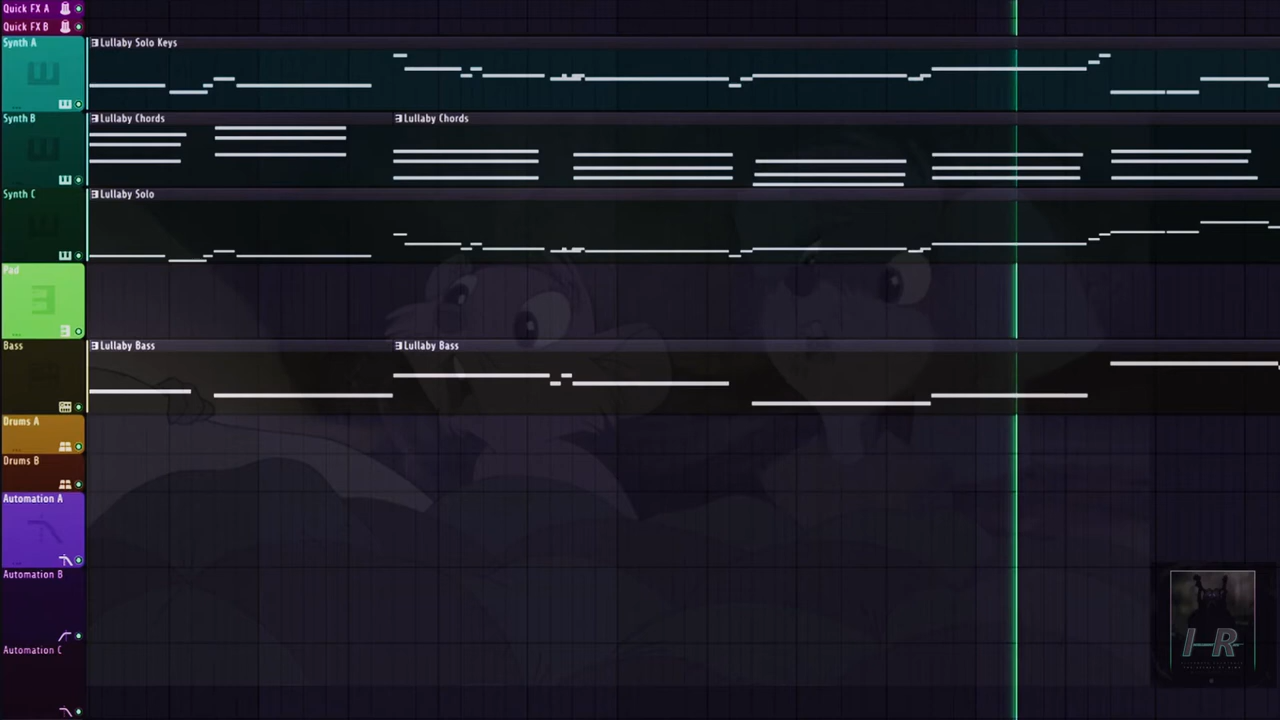 Quick FX A
Quick FX B
Synth A
Lullaby Solo Keys
Synth B
Lullaby Chords
Lullaby Chords
Synth C
Lullaby Solo
Pad
Bass
Lullaby Bass
Lullaby Bass
Drums A
Drums B
Automation A
Automation B
Automation C
I-R